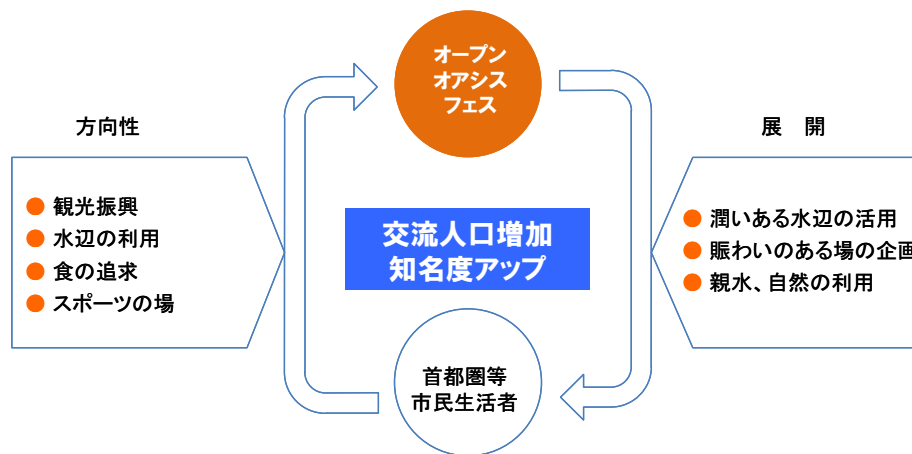 オープン
オアシス
フェス
方向性
観光振興
水辺の利用
食の追求
スポーツの場
交流人口増加
知名度アップ
展　開
潤いある水辺の活用
賑わいのある場の企画
親水、自然の利用
首都圏等
市民生活者